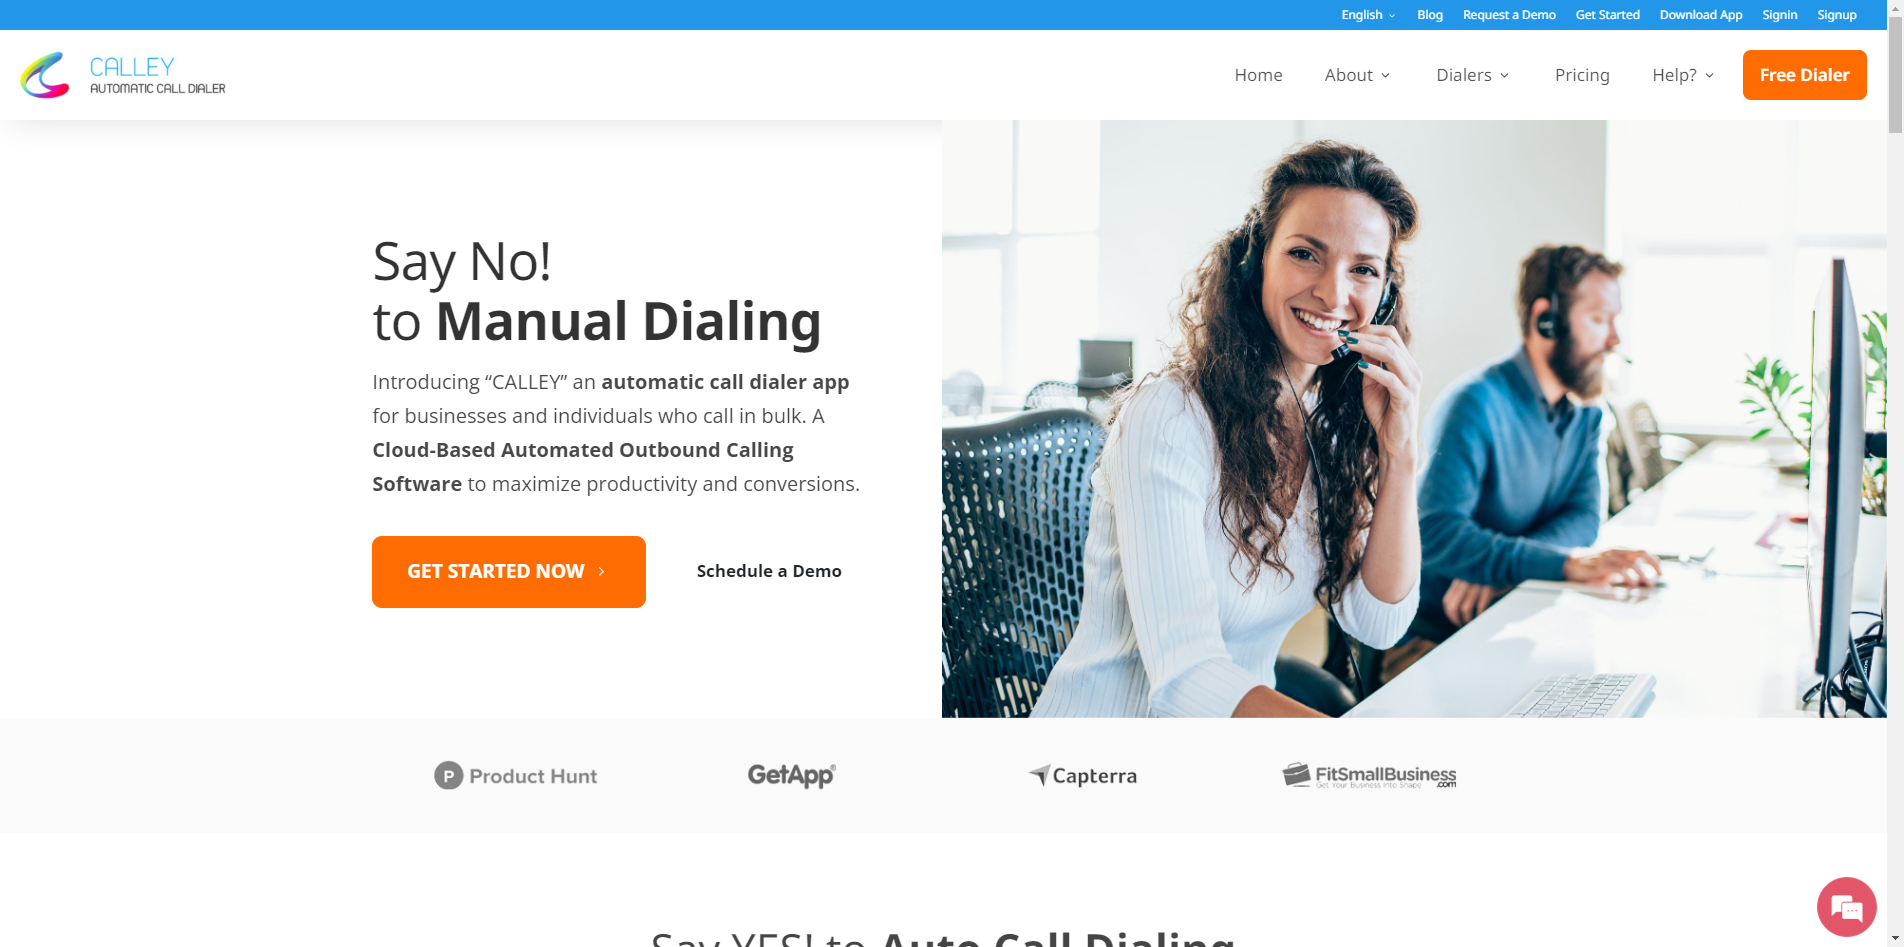 English
Blog
Request a Demo
Get Started
Download App
Signin
Signup
CALLEY
AUTOMATIC CALL DIALER
Home
About
Dialers
Pricing
Help?
Free Dialer
Say No!
to Manual Dialing
Introducing “CALLEY” an automatic call dialer app
for businesses and individuals who call in bulk. A
Cloud-Based Automated Outbound Calling
Software to maximize productivity and conversions.
GET STARTED NOW
Schedule a Demo
P Product Hunt
GetApp®
Capterra
FitSmallBusiness
Get Your Business Into Shape .com
Say YES! to Auto Call Dialing